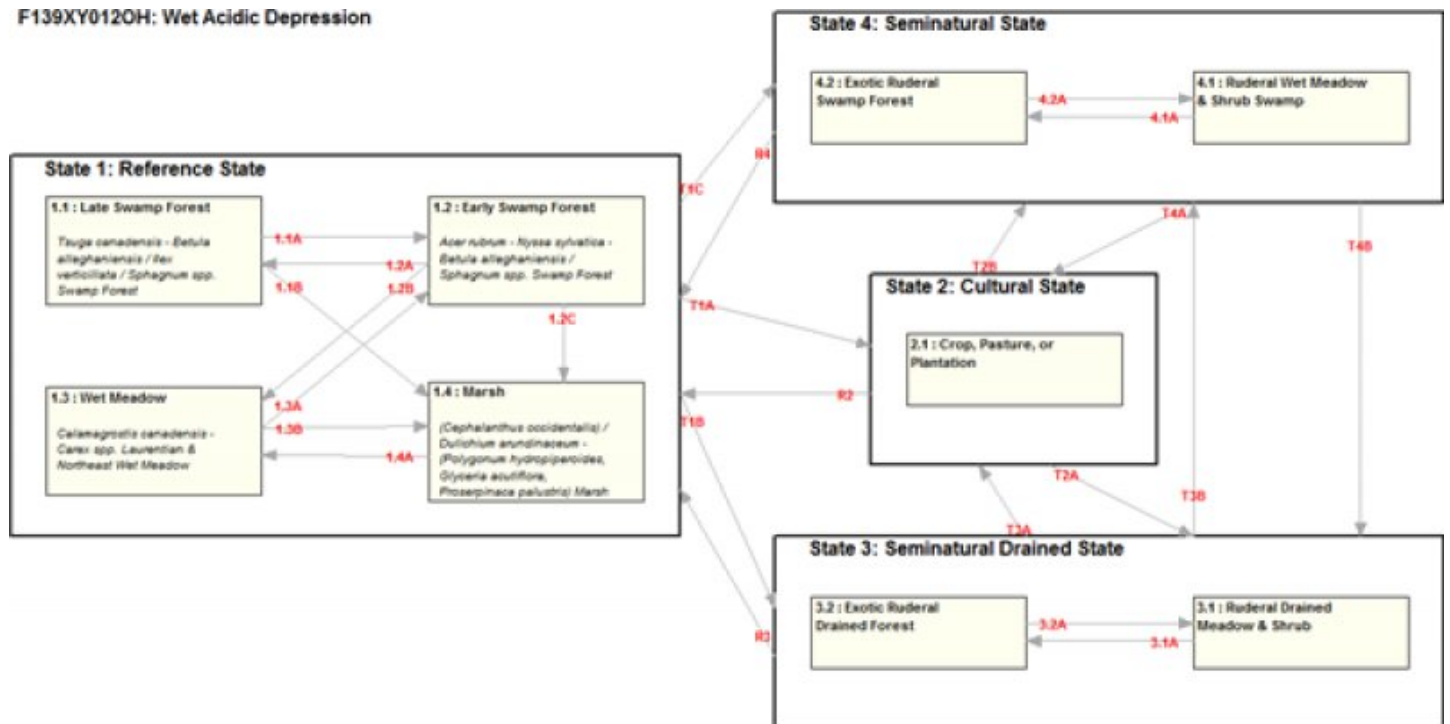 F139XY012OH: Wet Acidic Depression
State 1: Reference State
1.1 : Late Swamp Forest
Tsuga canadensis - Betula
alleghaniensis / Ilex
verticillata / Sphagnum spp.
Swamp Forest
1.1A
1.2A
1.1B
1.2B
1.2 : Early Swamp Forest
Acer rubrum - Nyssa sylvatica -
Betula alleghaniensis /
Sphagnum spp. Swamp Forest
1.2C
1.3 : Wet Meadow
Calamagrostis canadensis -
Carex spp. Laurentian &
Northeast Wet Meadow
1.3A
1.3B
1.4A
1.4 : Marsh
(Cephalanthus occidentalis) /
Dulichium arundinaceum -
(Polygonum hydropiperoides,
Glyceria acutiflora,
Proserpinaca palustris) Marsh
T1C
R4
T1A
R2
T1B
R3
State 4: Seminatural State
4.2 : Exotic Ruderal
Swamp Forest
4.2A
4.1A
4.1 : Ruderal Wet Meadow
& Shrub Swamp
T2B
T4A
T4B
State 2: Cultural State
2.1 : Crop, Pasture, or
Plantation
T2A
T3B
T3A
State 3: Seminatural Drained State
3.2 : Exotic Ruderal
Drained Forest
3.2A
3.1A
3.1 : Ruderal Drained
Meadow & Shrub